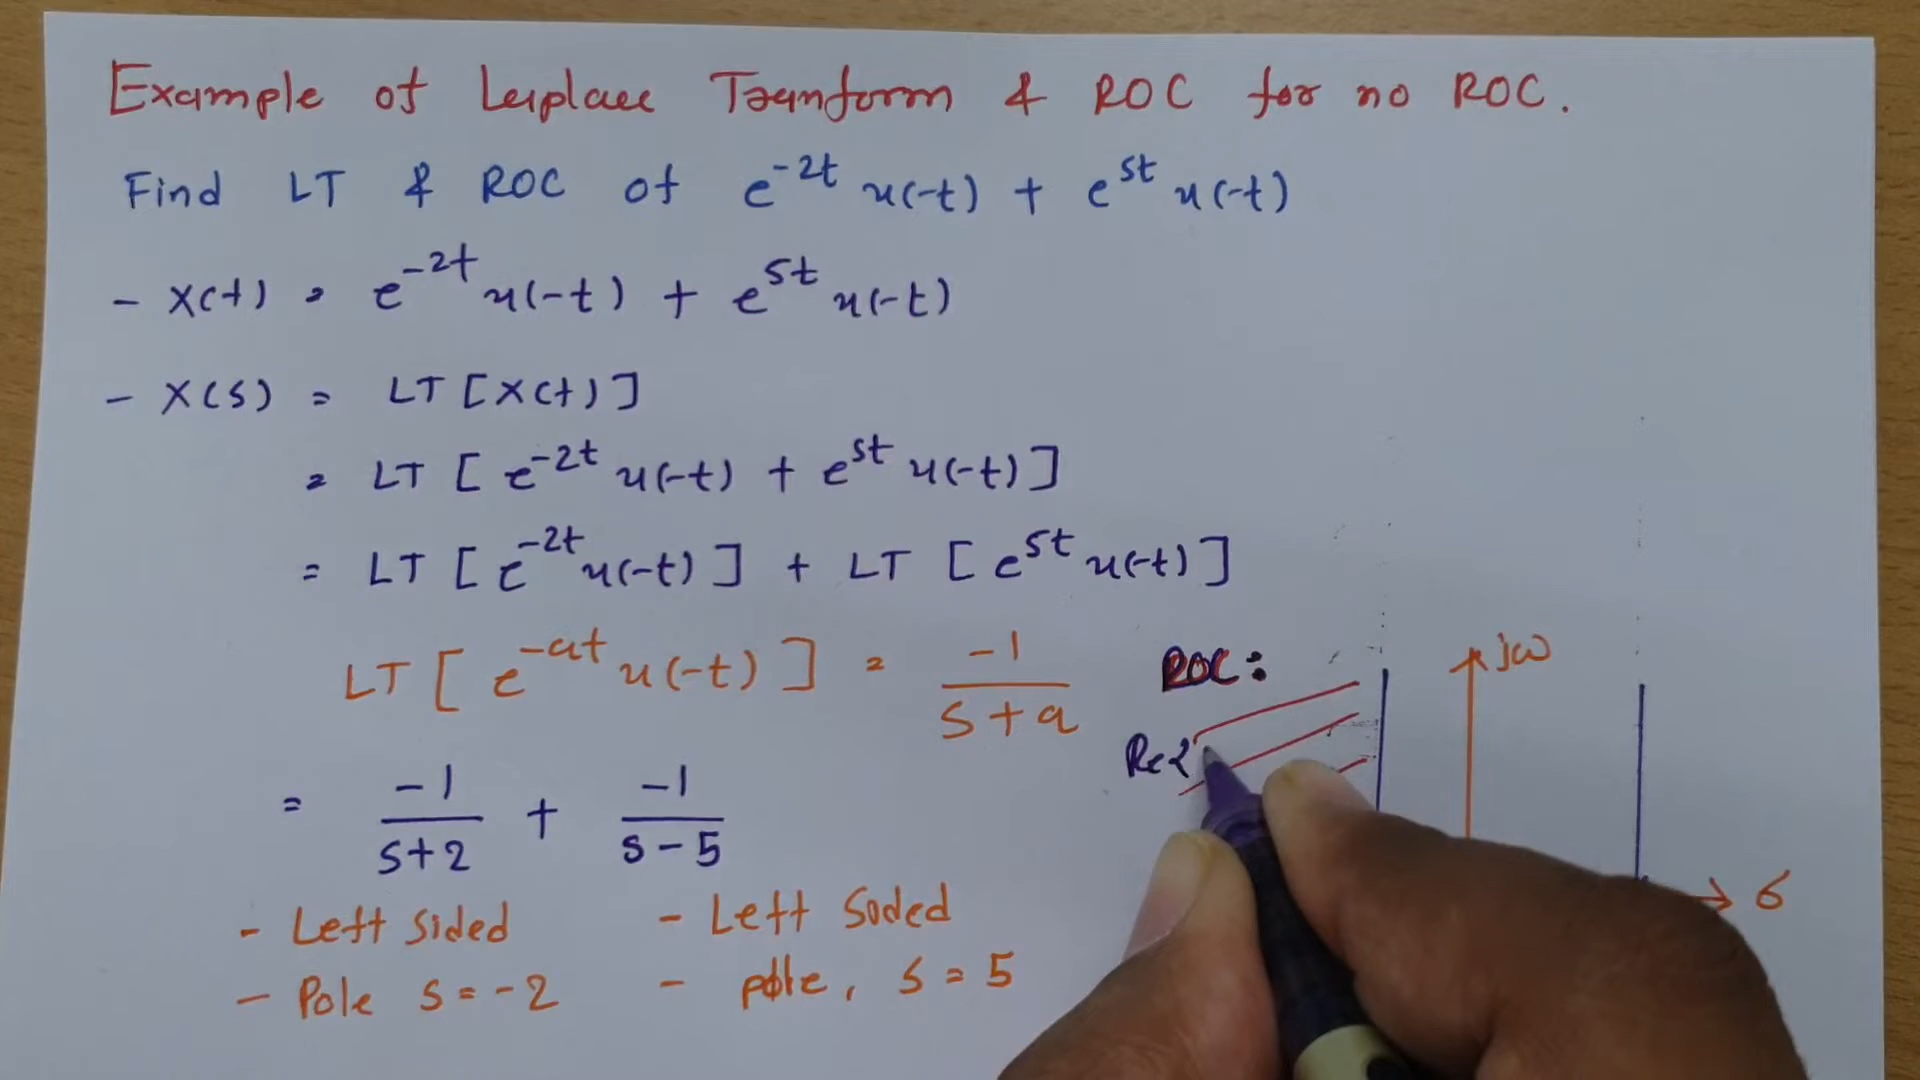 Example of Laplace Transform & ROC for no ROC.
Find LT & ROC of e^-2t u(-t) + e^5t u(-t)
- x(t) = e^-2t u(-t) + e^5t u(-t)
- X(s) = LT [x(t)]
= LT [e^-2t u(-t) + e^5t u(-t)]
= LT [e^-2t u(-t)] + LT [e^5t u(-t)]
LT [e^-at u(-t)] = -1/(s+a)
ROC:
jω
Re{
= -1/(s+2) + -1/(s-5)
σ
- Left sided - Left Soded
- Pole s = -2 - pole, s = 5